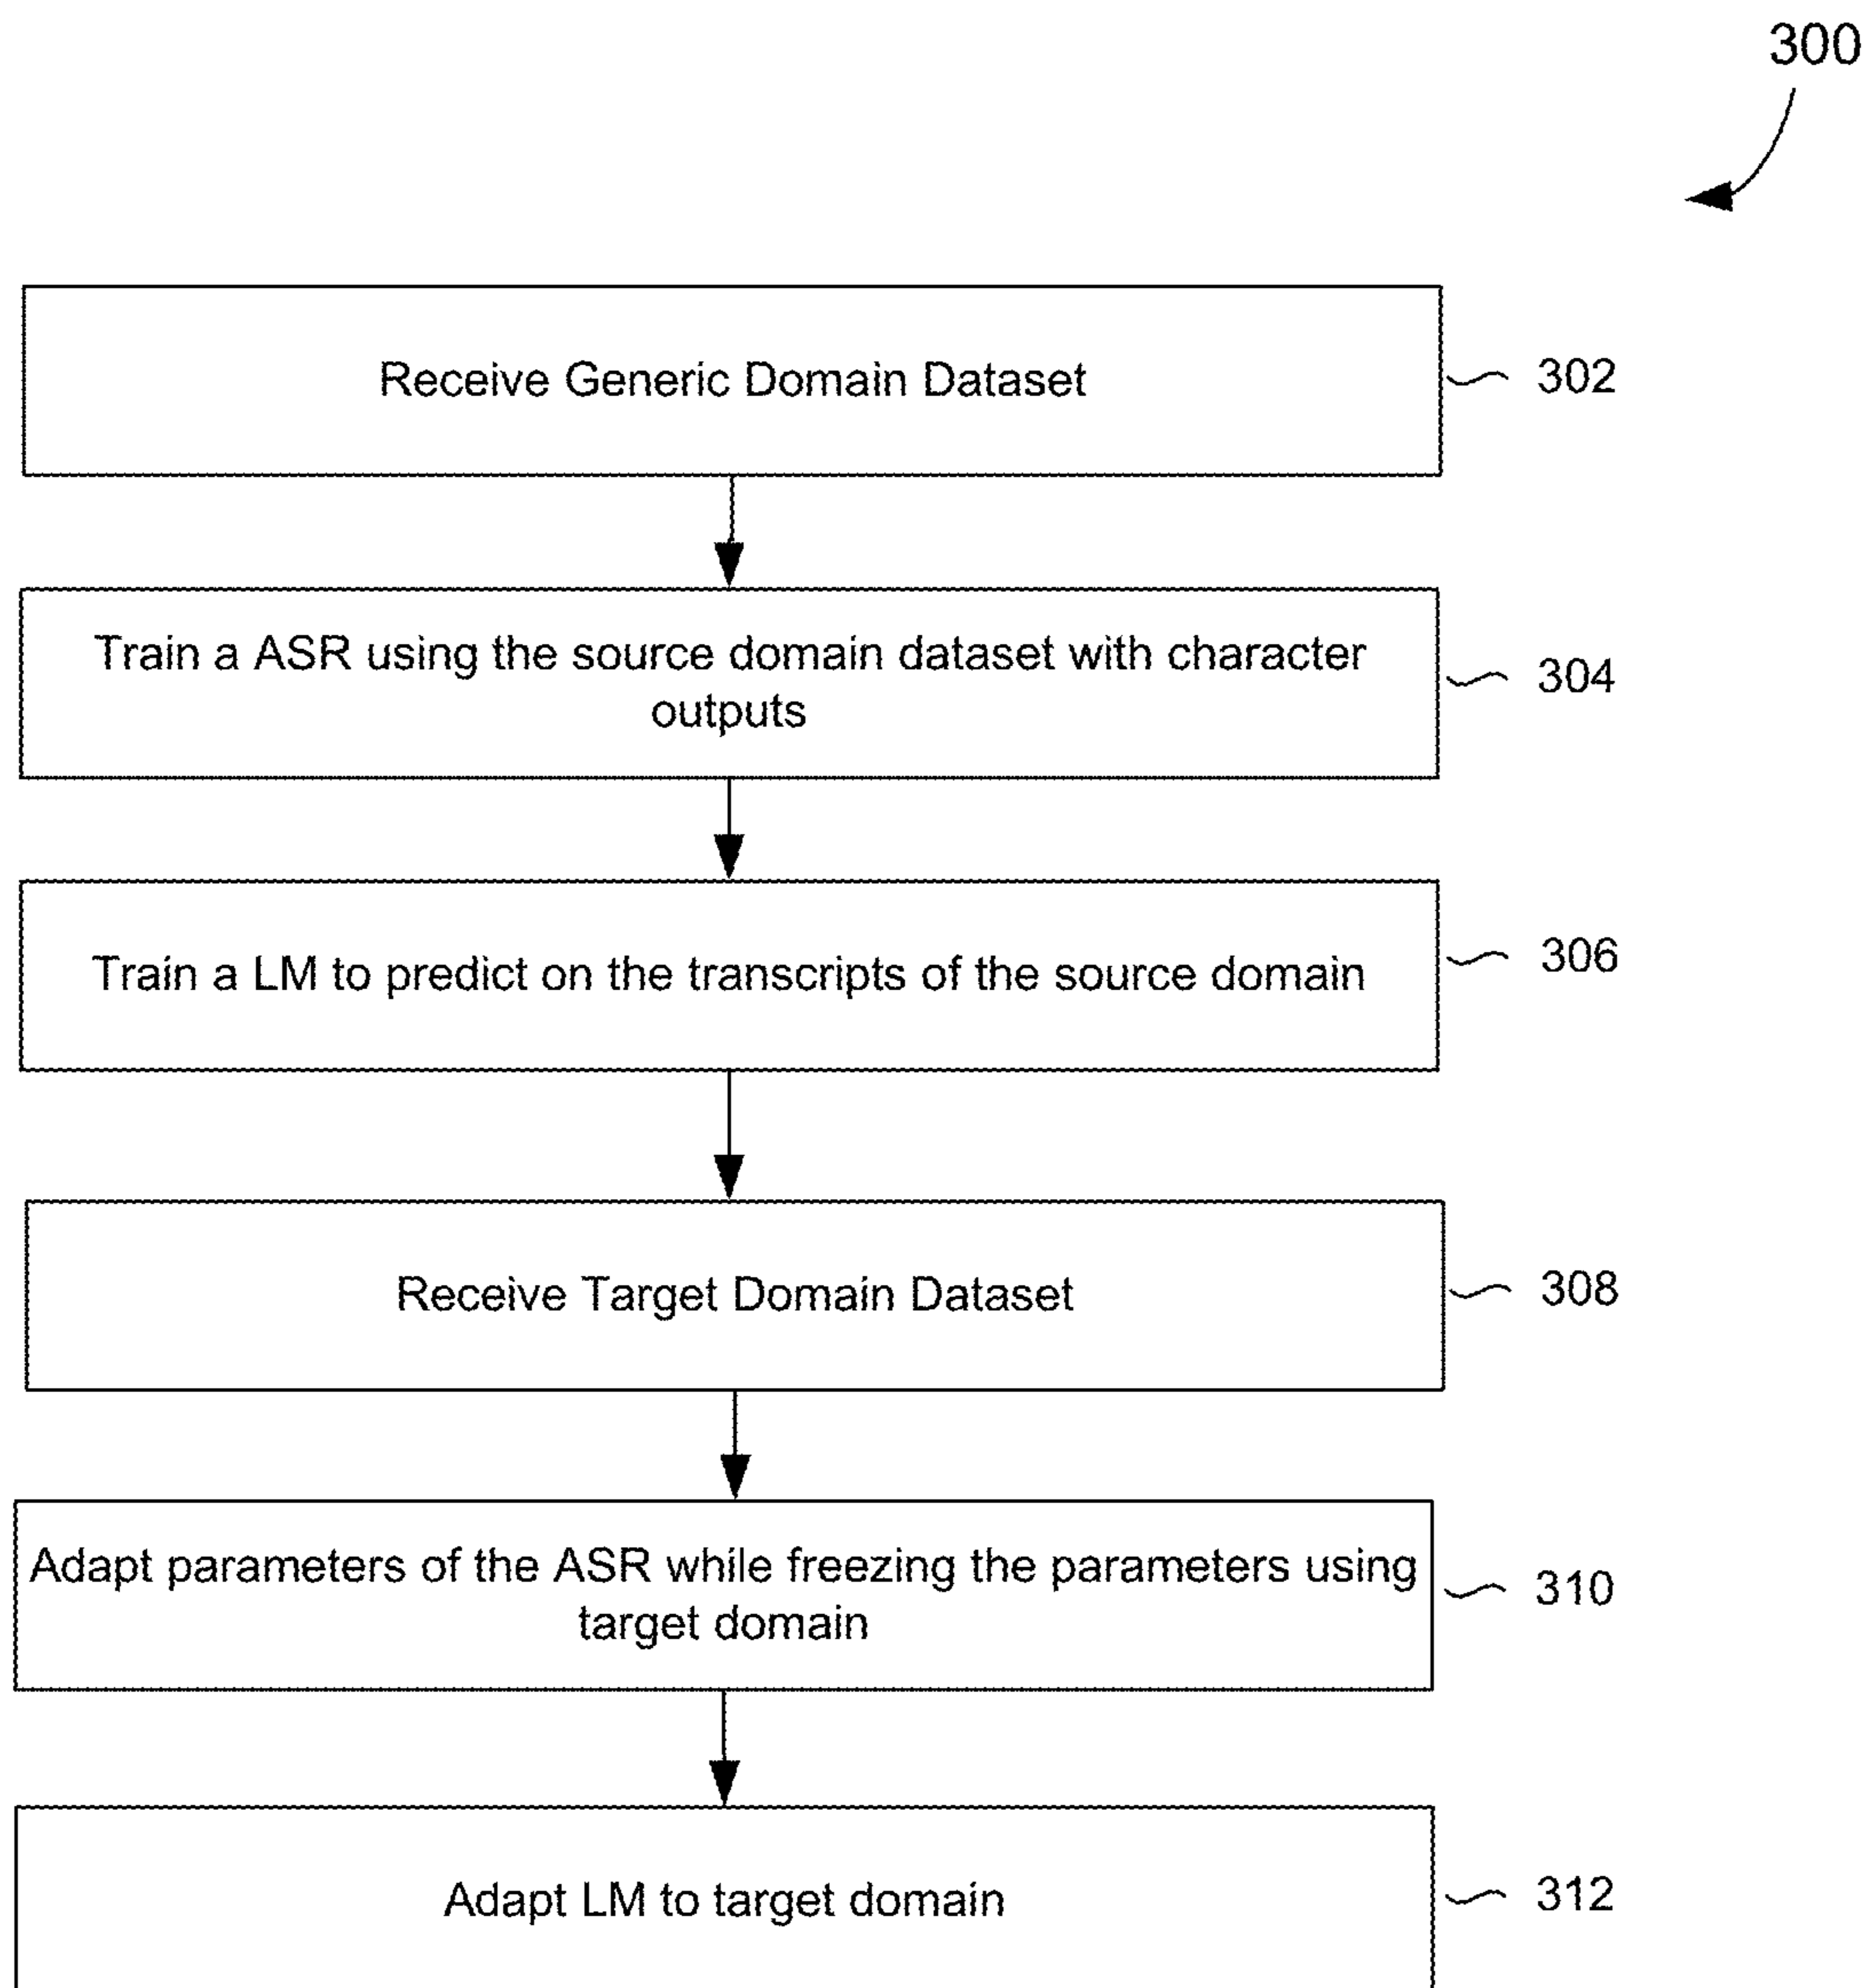 300
Receive Generic Domain Dataset
302
Train a ASR using the source domain dataset with character
outputs
304
Train a LM to predict on the transcripts of the source domain
306
Receive Target Domain Dataset
308
Adapt parameters of the ASR while freezing the parameters using
target domain
310
Adapt LM to target domain
312